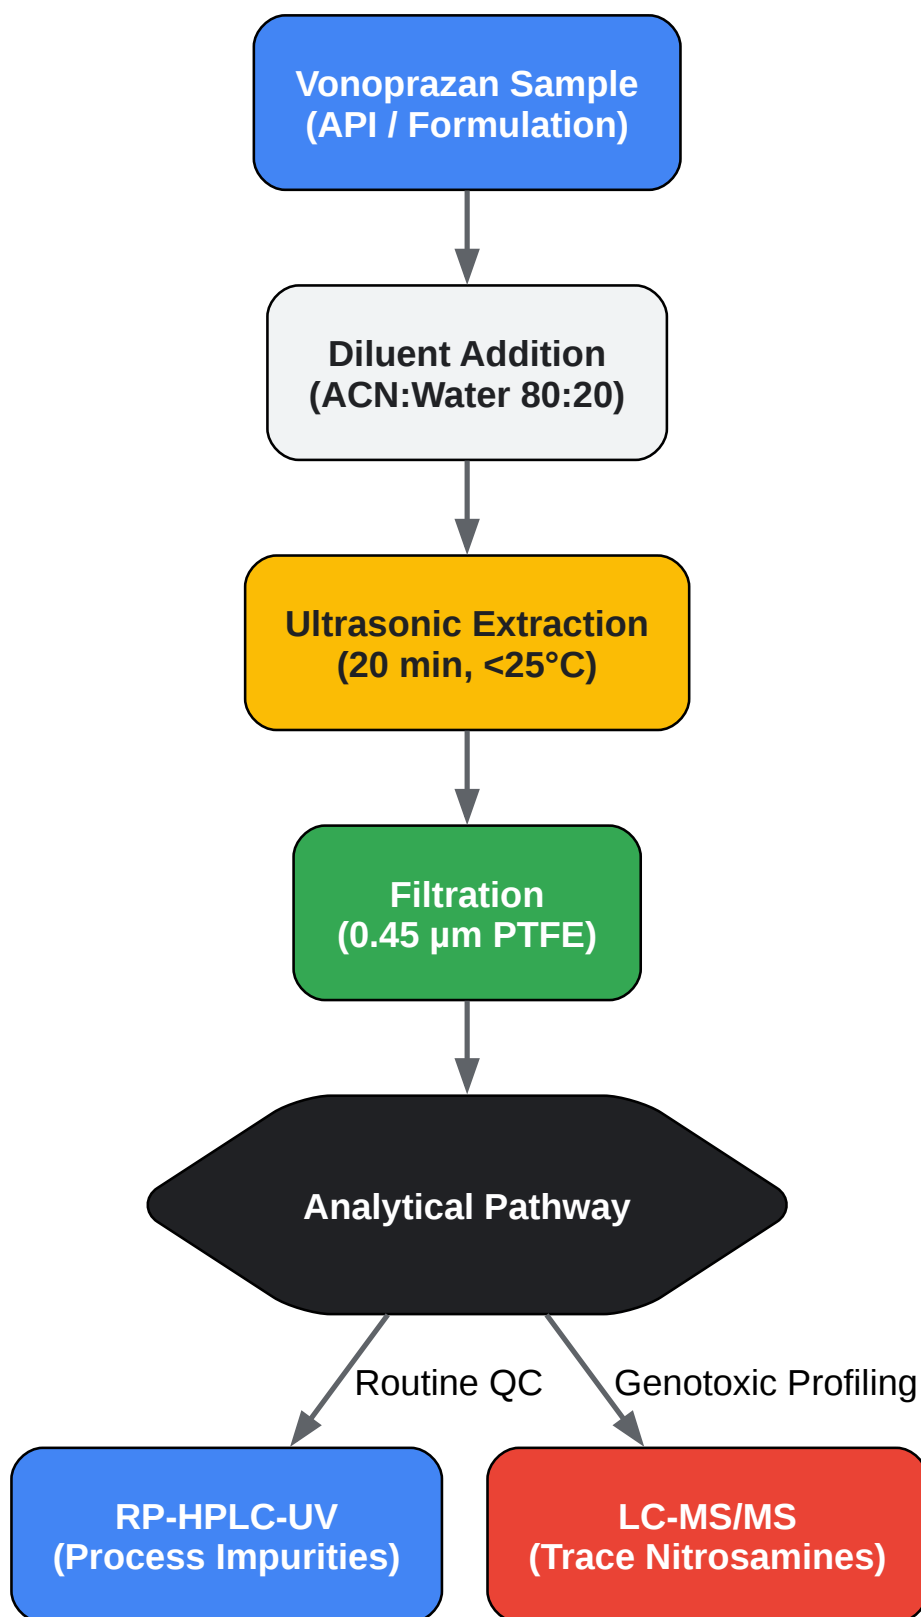 Vonoprazan Sample
(API / Formulation)
Diluent Addition
(ACN:Water 80:20)
Ultrasonic Extraction
(20 min, <25°C)
Filtration
(0.45 µm PTFE)
Analytical Pathway
Routine QC
Genotoxic Profiling
RP-HPLC-UV
(Process Impurities)
LC-MS/MS
(Trace Nitrosamines)